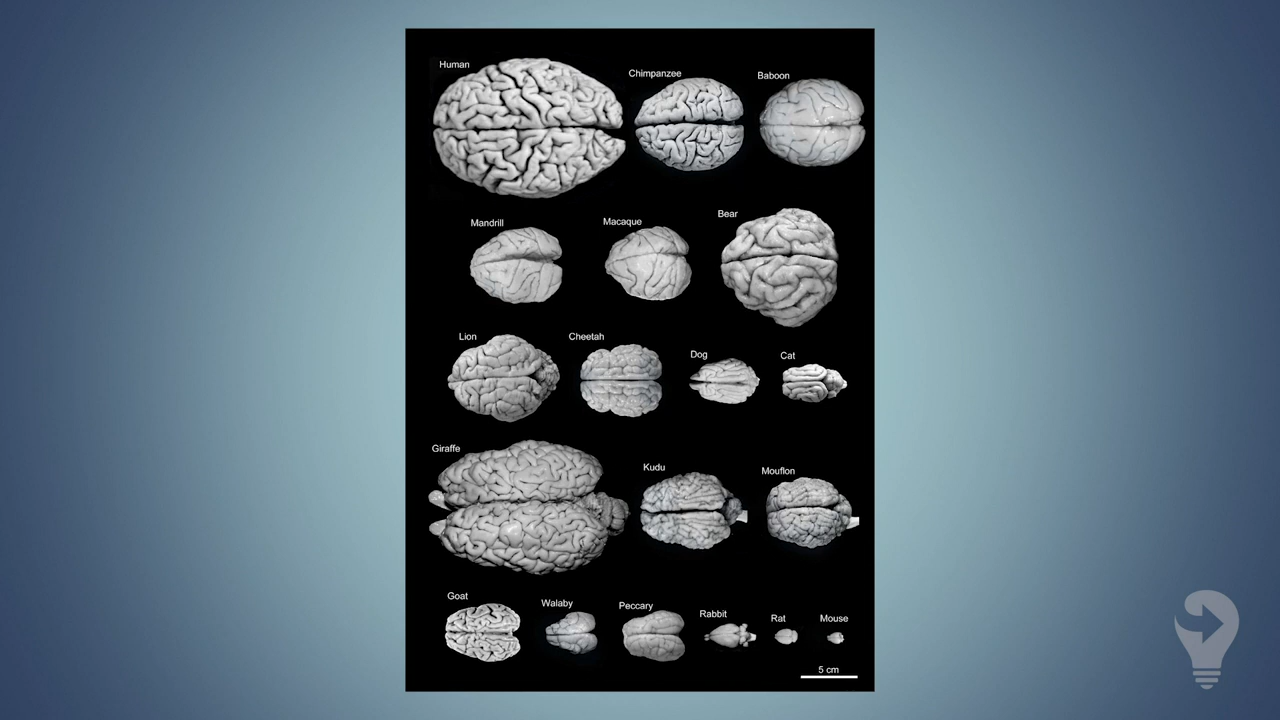 Human
Chimpanzee
Baboon
Mandrill
Macaque
Bear
Lion
Cheetah
Dog
Cat
Giraffe
Kudu
Mouflon
Goat
Walaby
Peccary
Rabbit
Rat
Mouse
5 cm